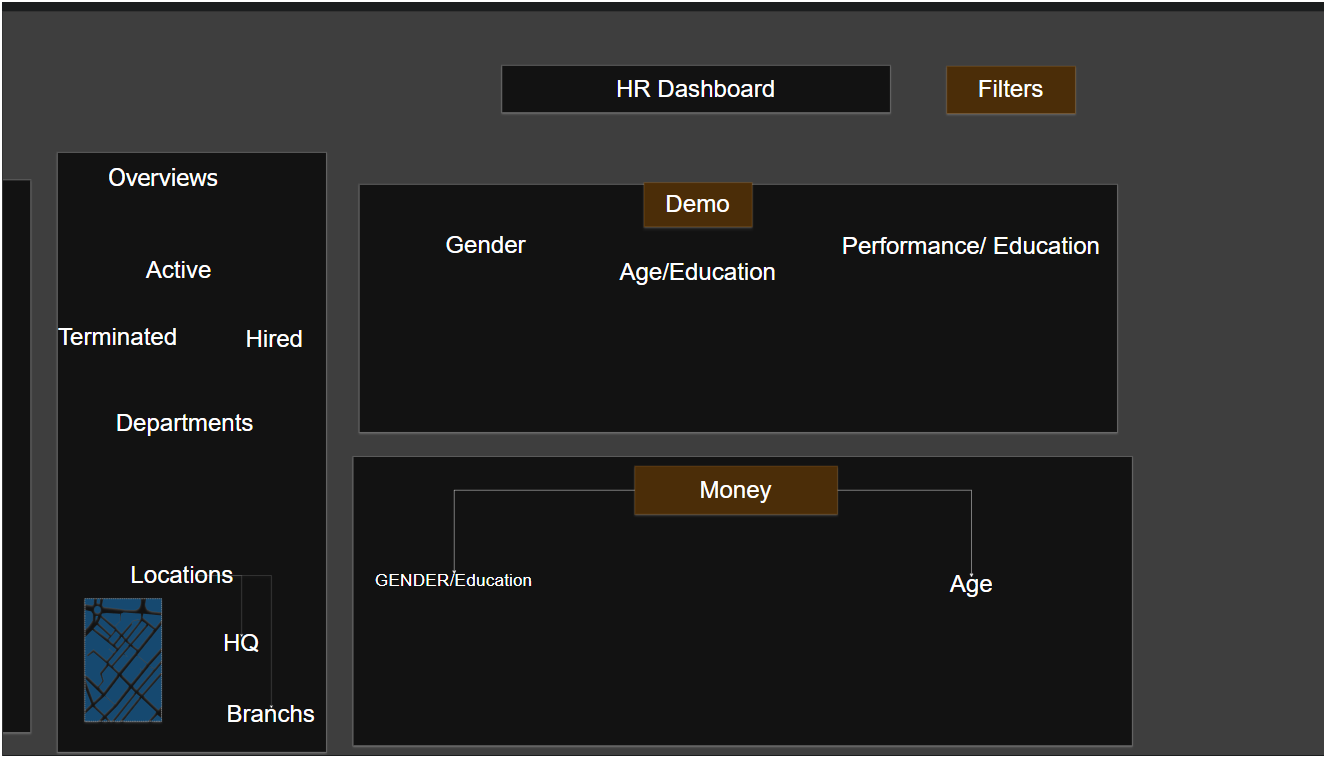 HR Dashboard
Filters
Overviews
Active
Terminated
Hired
Departments
Locations
HQ
Branchs
Demo
Gender
Age/Education
Performance/ Education
Money
GENDER/Education
Age